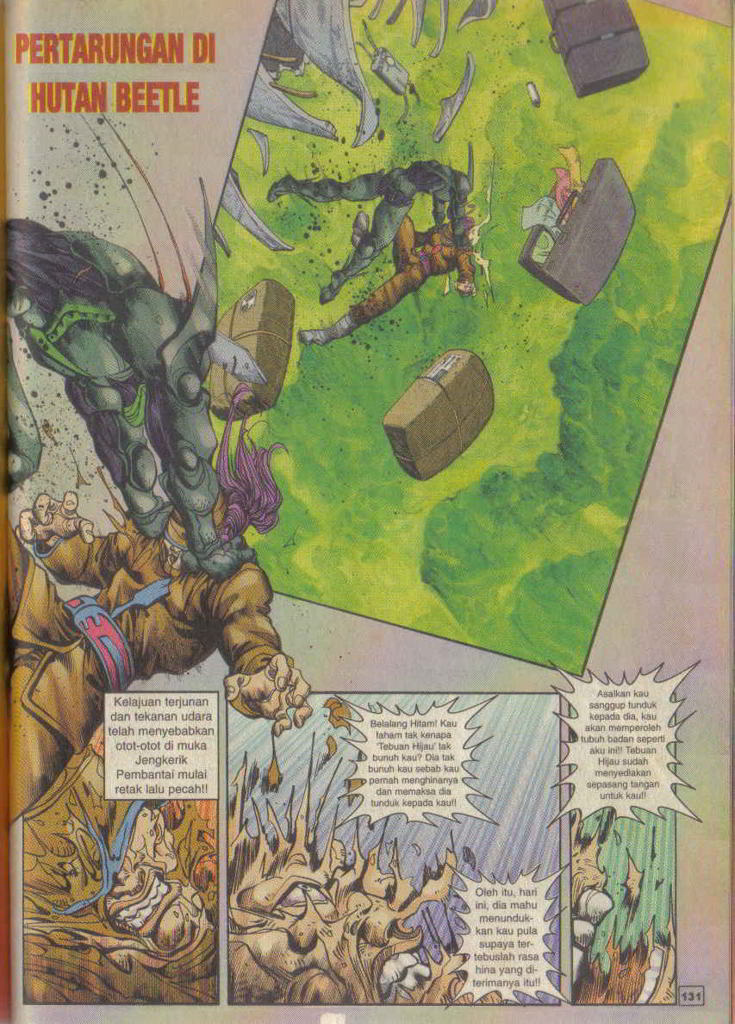 PERTARUNGAN DI
HUTAN BEETLE
Kelajuan terjunan
dan tekanan udara
telah menyebabkan
otot-otot di muka
Jengkerik
Pembantai mulai
retak lalu pecah!!
Belalang Hitam! Kau
faham tak kenapa
'Tebuan Hijau' tak
bunuh kau? Dia tak
bunuh kau sebab kau
pernah menghinanya
dan memaksa dia
tunduk kepada kau!!
Oleh itu, hari
ini, dia mahu
menunduk-
kan kau pula
supaya ter-
tebuslah rasa
hina yang di-
terimanya itu!!
Asalkan kau
sanggup tunduk
kepada dia, kau
akan memperoleh
tubuh badan seperti
aku ini!! Tebuan
Hijau sudah
menyediakan
sepasang tangan
untuk kau!!
131